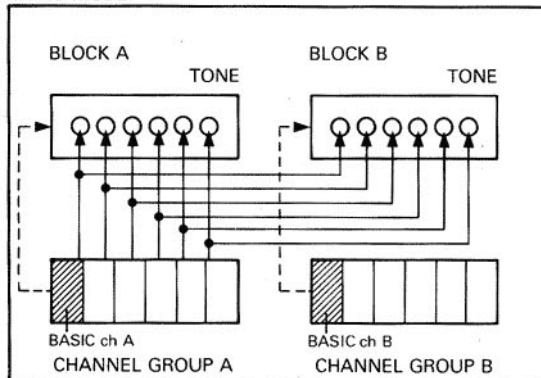 BLOCK A
TONE
BLOCK B
TONE
BASIC ch A
CHANNEL GROUP A
BASIC ch B
CHANNEL GROUP B